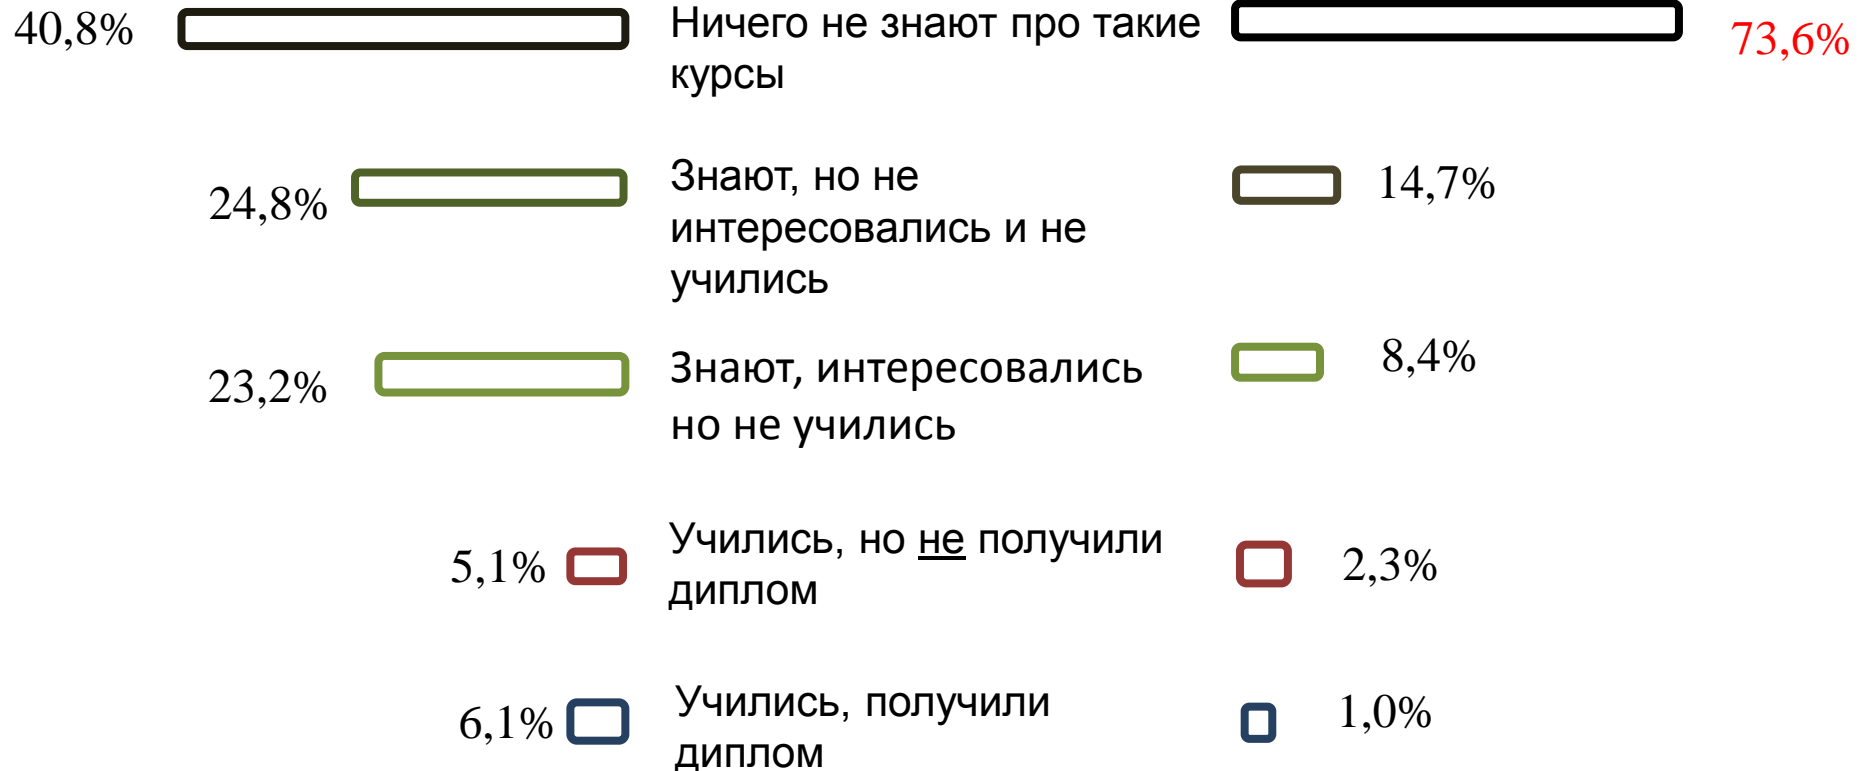 40,8%
Ничего не знают про такие
курсы
73,6%
24,8%
Знают, но не
интересовались и не
учились
14,7%
23,2%
Знают, интересовались
но не учились
8,4%
5,1%
Учились, но не получили
диплом
2,3%
6,1%
Учились, получили
диплом
1,0%